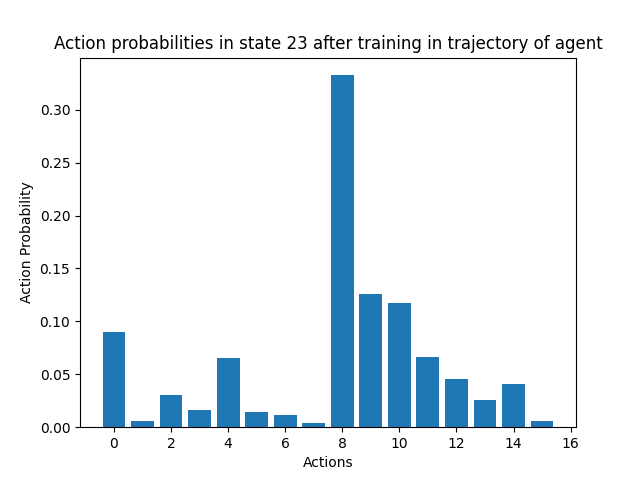 Action probabilities in state 23 after training in trajectory of agent
Action Probability
0.30
0.25
0.20
0.15
0.10
0.05
0.00
0 2 4 6 8 10 12 14 16
Actions